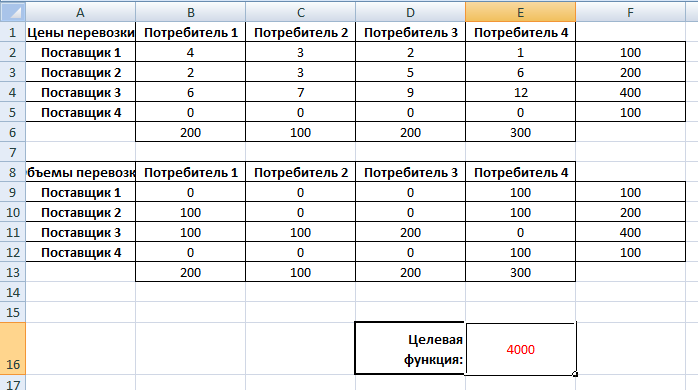 A B C D E F
1 Цены перевозки Потребитель 1 Потребитель 2 Потребитель 3 Потребитель 4
2 Поставщик 1 4 3 2 1 100
3 Поставщик 2 2 3 5 6 200
4 Поставщик 3 6 7 9 12 400
5 Поставщик 4 0 0 0 0 100
6 200 100 200 300
7
8 бъемы перевозк Потребитель 1 Потребитель 2 Потребитель 3 Потребитель 4
9 Поставщик 1 0 0 0 100 100
10 Поставщик 2 100 0 0 100 200
11 Поставщик 3 100 100 200 0 400
12 Поставщик 4 0 0 0 100 100
13 200 100 200 300
14
15
16 Целевая
функция: 4000
17